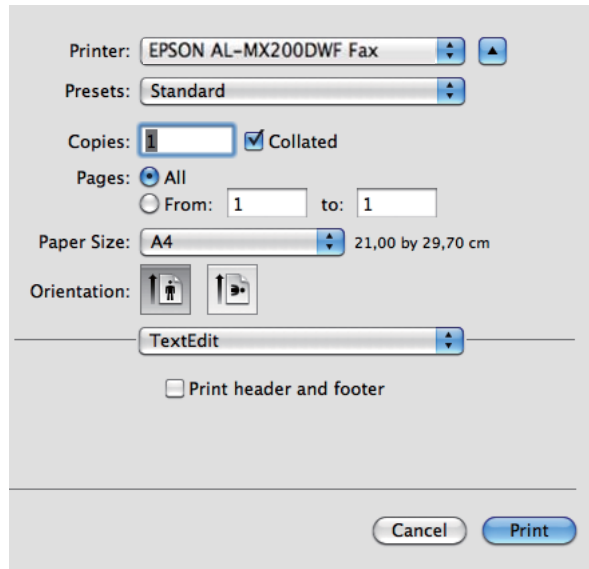 Printer: EPSON AL-MX200DWF Fax
Presets: Standard
Copies: 1 Collated
Pages: All
From: 1 to: 1
Paper Size: A4 21,00 by 29,70 cm
Orientation:
TextEdit
Print header and footer
Cancel Print